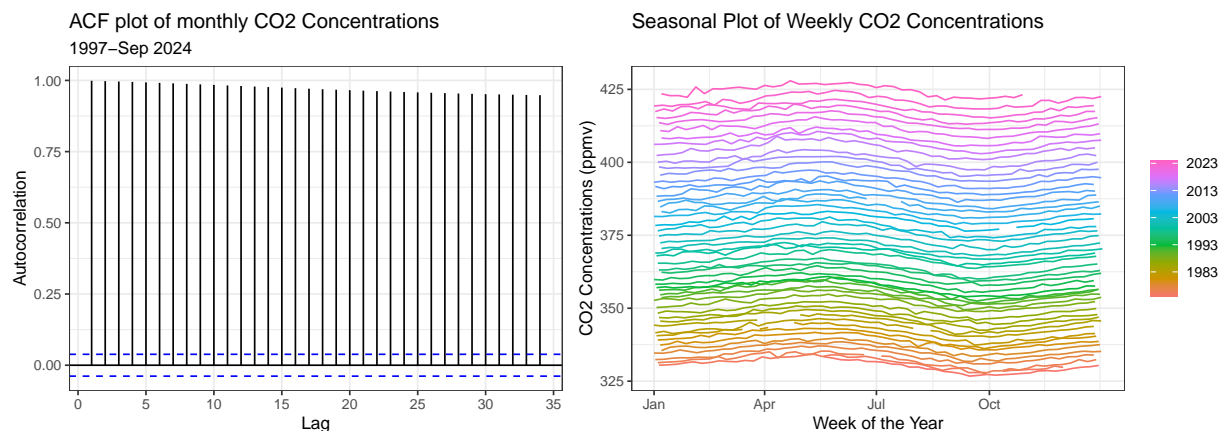 ACF plot of monthly CO2 Concentrations
1997−Sep 2024
1.00
0.75
0.50
0.25
0.00
Autocorrelation
0 5 10 15 20 25 30 35
Lag
Seasonal Plot of Weekly CO2 Concentrations
425
400
375
350
325
CO2 Concentrations (ppmv)
Jan Apr Jul Oct
Week of the Year
2023
2013
2003
1993
1983